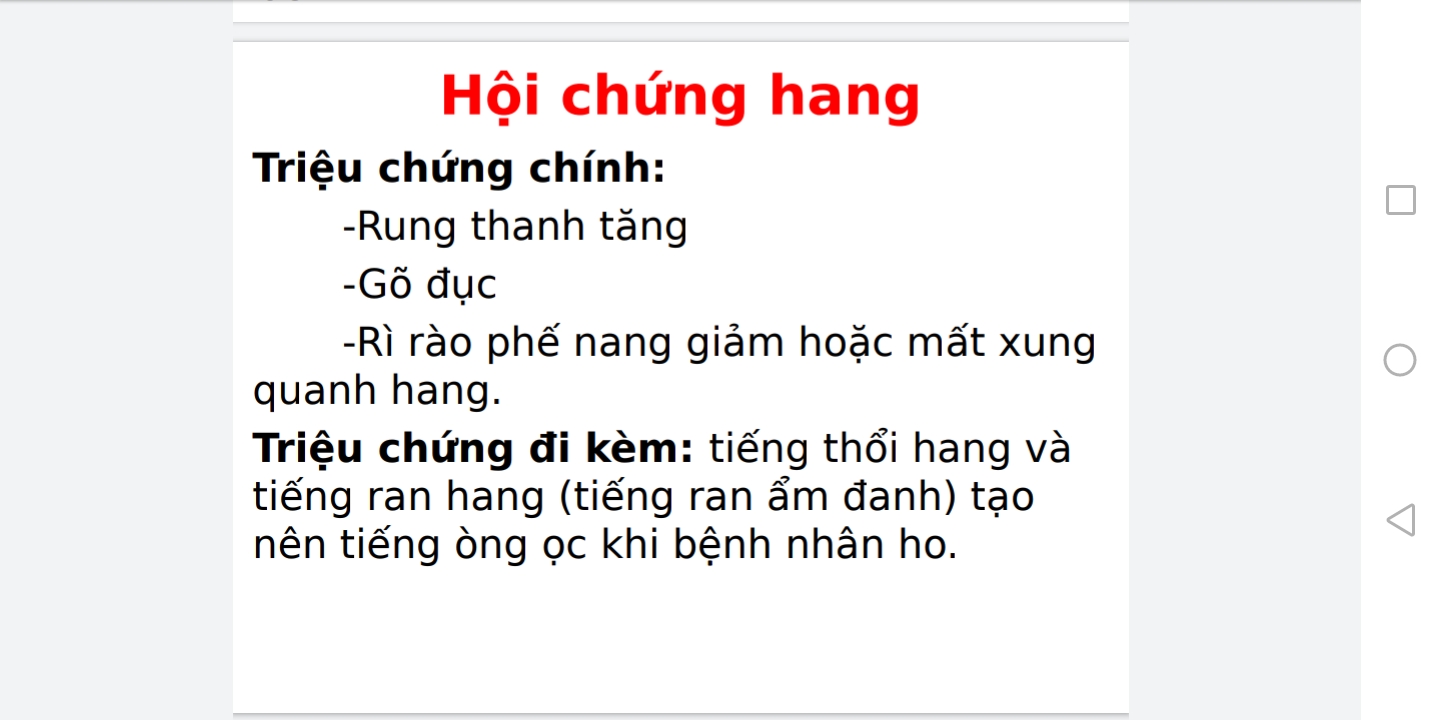 Hội chứng hang
Triệu chứng chính:
-Rung thanh tăng
-Gõ đục
-Rì rào phế nang giảm hoặc mất xung
quanh hang.
Triệu chứng đi kèm: tiếng thổi hang và
tiếng ran hang (tiếng ran ẩm đanh) tạo
nên tiếng òng ọc khi bệnh nhân ho.